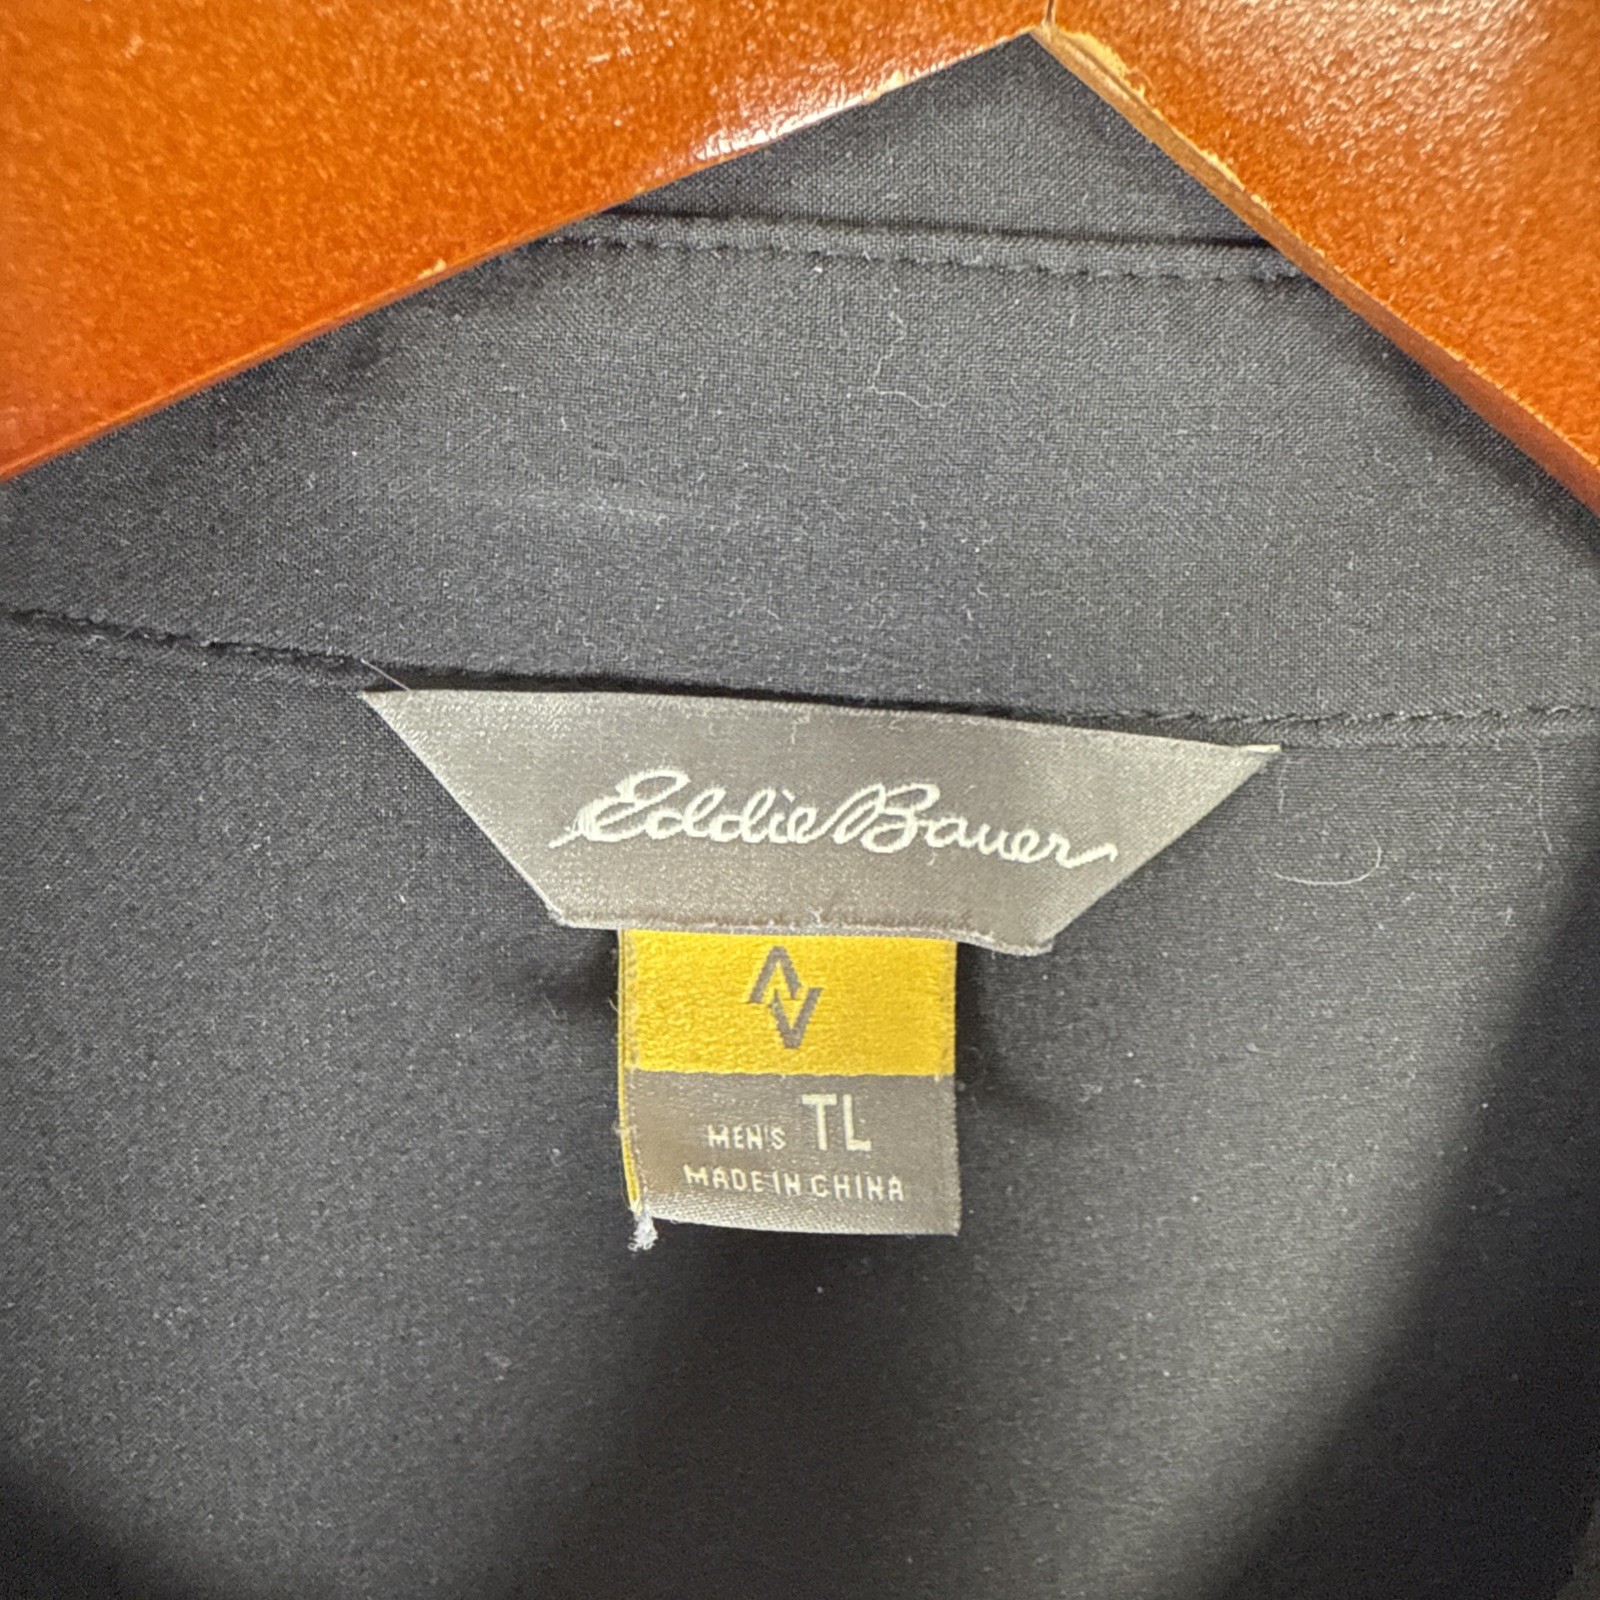 Eddie Bauer
MEN'S TL
MADE IN CHINA